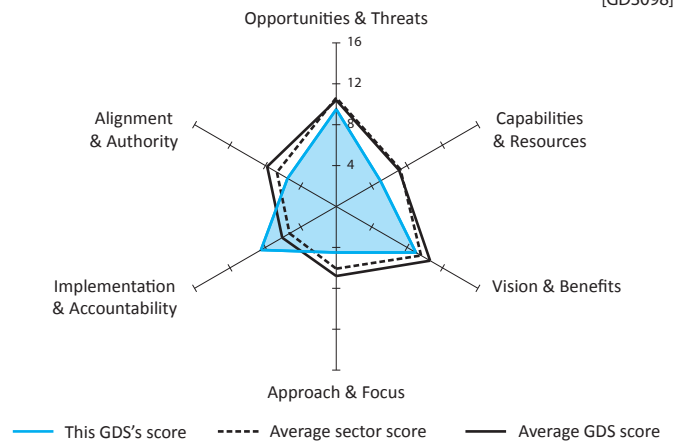 [GDS098]
Opportunities & Threats
16
12
8
4
Alignment
& Authority
Capabilities
& Resources
Implementation
& Accountability
Vision & Benefits
Approach & Focus
This GDS's score
Average sector score
Average GDS score